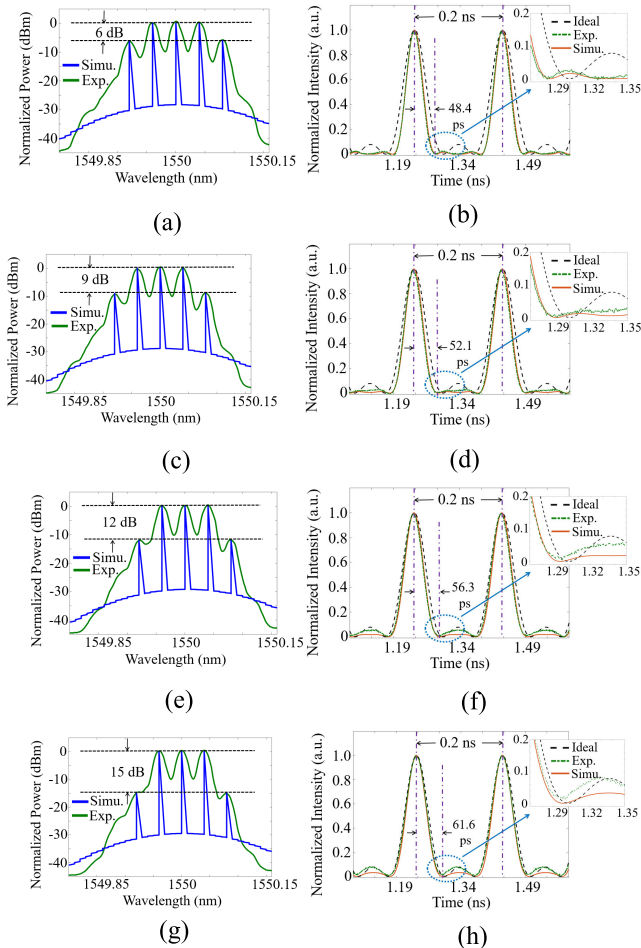 Normalized Power (dBm)
0
-10
-20
-30
-40
6 dB
Simu.
Exp.
1549.85
1550
1550.15
Wavelength (nm)
(a)
Normalized Intensity (a.u.)
1.0
0.8
0.6
0.4
0.2
0
0.2 ns
48.4
ps
1.19
1.34
1.49
Time (ns)
0.2
0.1
0
1.29
1.32
1.35
Ideal
Exp.
Simu.
(b)
Normalized Power (dBm)
0
-10
-20
-30
-40
9 dB
Simu.
Exp.
1549.85
1550
1550.15
Wavelength (nm)
(c)
Normalized Intensity (a.u.)
1.0
0.8
0.6
0.4
0.2
0
0.2 ns
52.1
ps
1.19
1.34
1.49
Time (ns)
0.2
0.1
0
1.29
1.32
1.35
Ideal
Exp.
Simu.
(d)
Normalized Power (dBm)
0
-10
-20
-30
-40
12 dB
Simu.
Exp.
1549.85
1550
1550.15
Wavelength (nm)
(e)
Normalized Intensity (a.u.)
1.0
0.8
0.6
0.4
0.2
0
0.2 ns
56.3
ps
1.19
1.34
1.49
Time (ns)
0.2
0.1
0
1.29
1.32
1.35
Ideal
Exp.
Simu.
(f)
Normalized Power (dBm)
0
-10
-20
-30
-40
15 dB
Simu.
Exp.
1549.85
1550
1550.15
Wavelength (nm)
(g)
Normalized Intensity (a.u.)
1.0
0.8
0.6
0.4
0.2
0
0.2 ns
61.6
ps
1.19
1.34
1.49
Time (ns)
0.2
0.1
0
1.29
1.32
1.35
Ideal
Exp.
Simu.
(h)